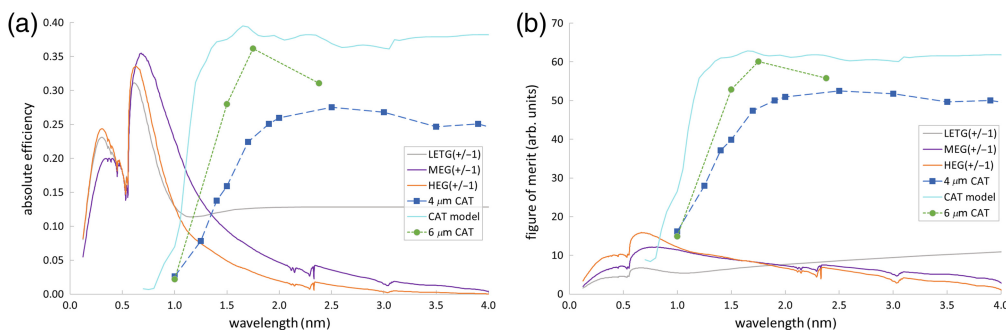 (a)
0.40
0.35
0.30
0.25
0.20
0.15
0.10
0.05
0.00
absolute efficiency
LETG(+/−1)
MEG(+/−1)
HEG(+/−1)
4 μm CAT
CAT model
6 μm CAT
0.0 0.5 1.0 1.5 2.0 2.5 3.0 3.5 4.0
wavelength (nm)
(b)
70
60
50
40
30
20
10
0
figure of merit (arb. units)
LETG(+/−1)
MEG(+/−1)
HEG(+/−1)
4 μm CAT
CAT model
6 μm CAT
0.0 0.5 1.0 1.5 2.0 2.5 3.0 3.5 4.0
wavelength (nm)